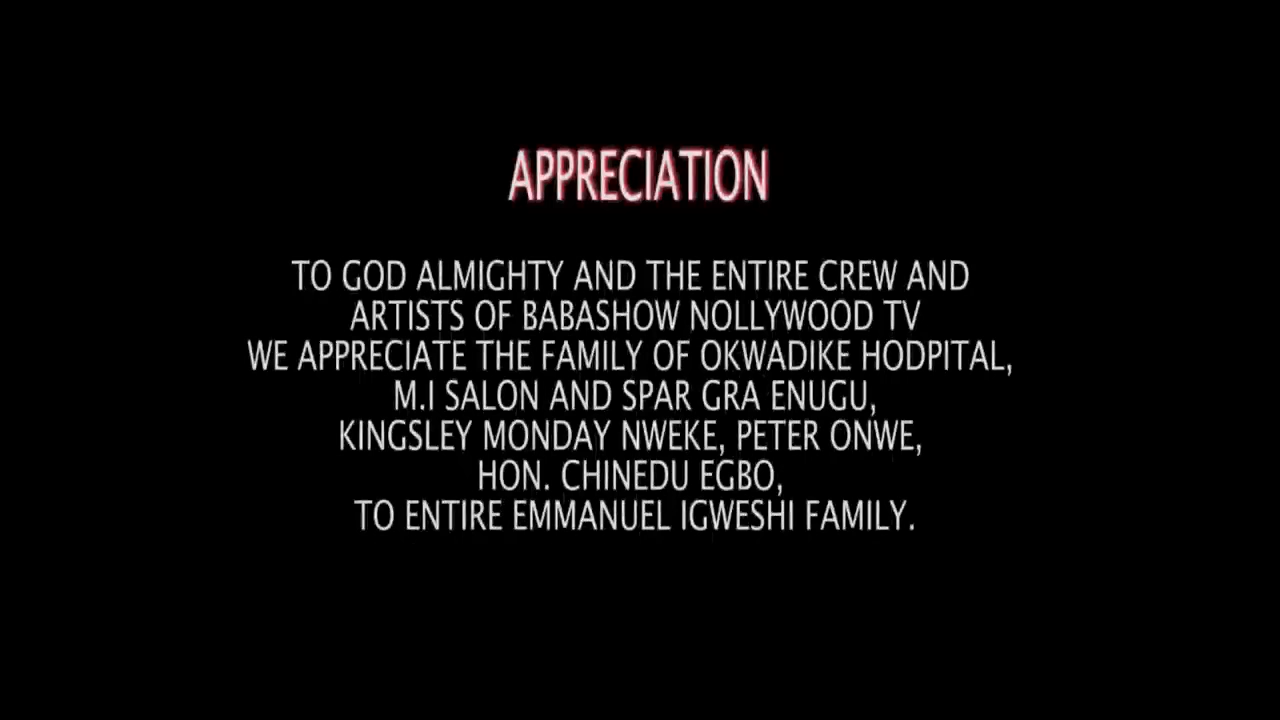 APPRECIATION
TO GOD ALMIGHTY AND THE ENTIRE CREW AND
ARTISTS OF BABASHOW NOLLYWOOD TV
WE APPRECIATE THE FAMILY OF OKWADIKE HODPITAL,
M.I SALON AND SPAR GRA ENUGU,
KINGSLEY MONDAY NWEKE, PETER ONWE,
HON. CHINEDU EGBO,
TO ENTIRE EMMANUEL IGWESHI FAMILY.